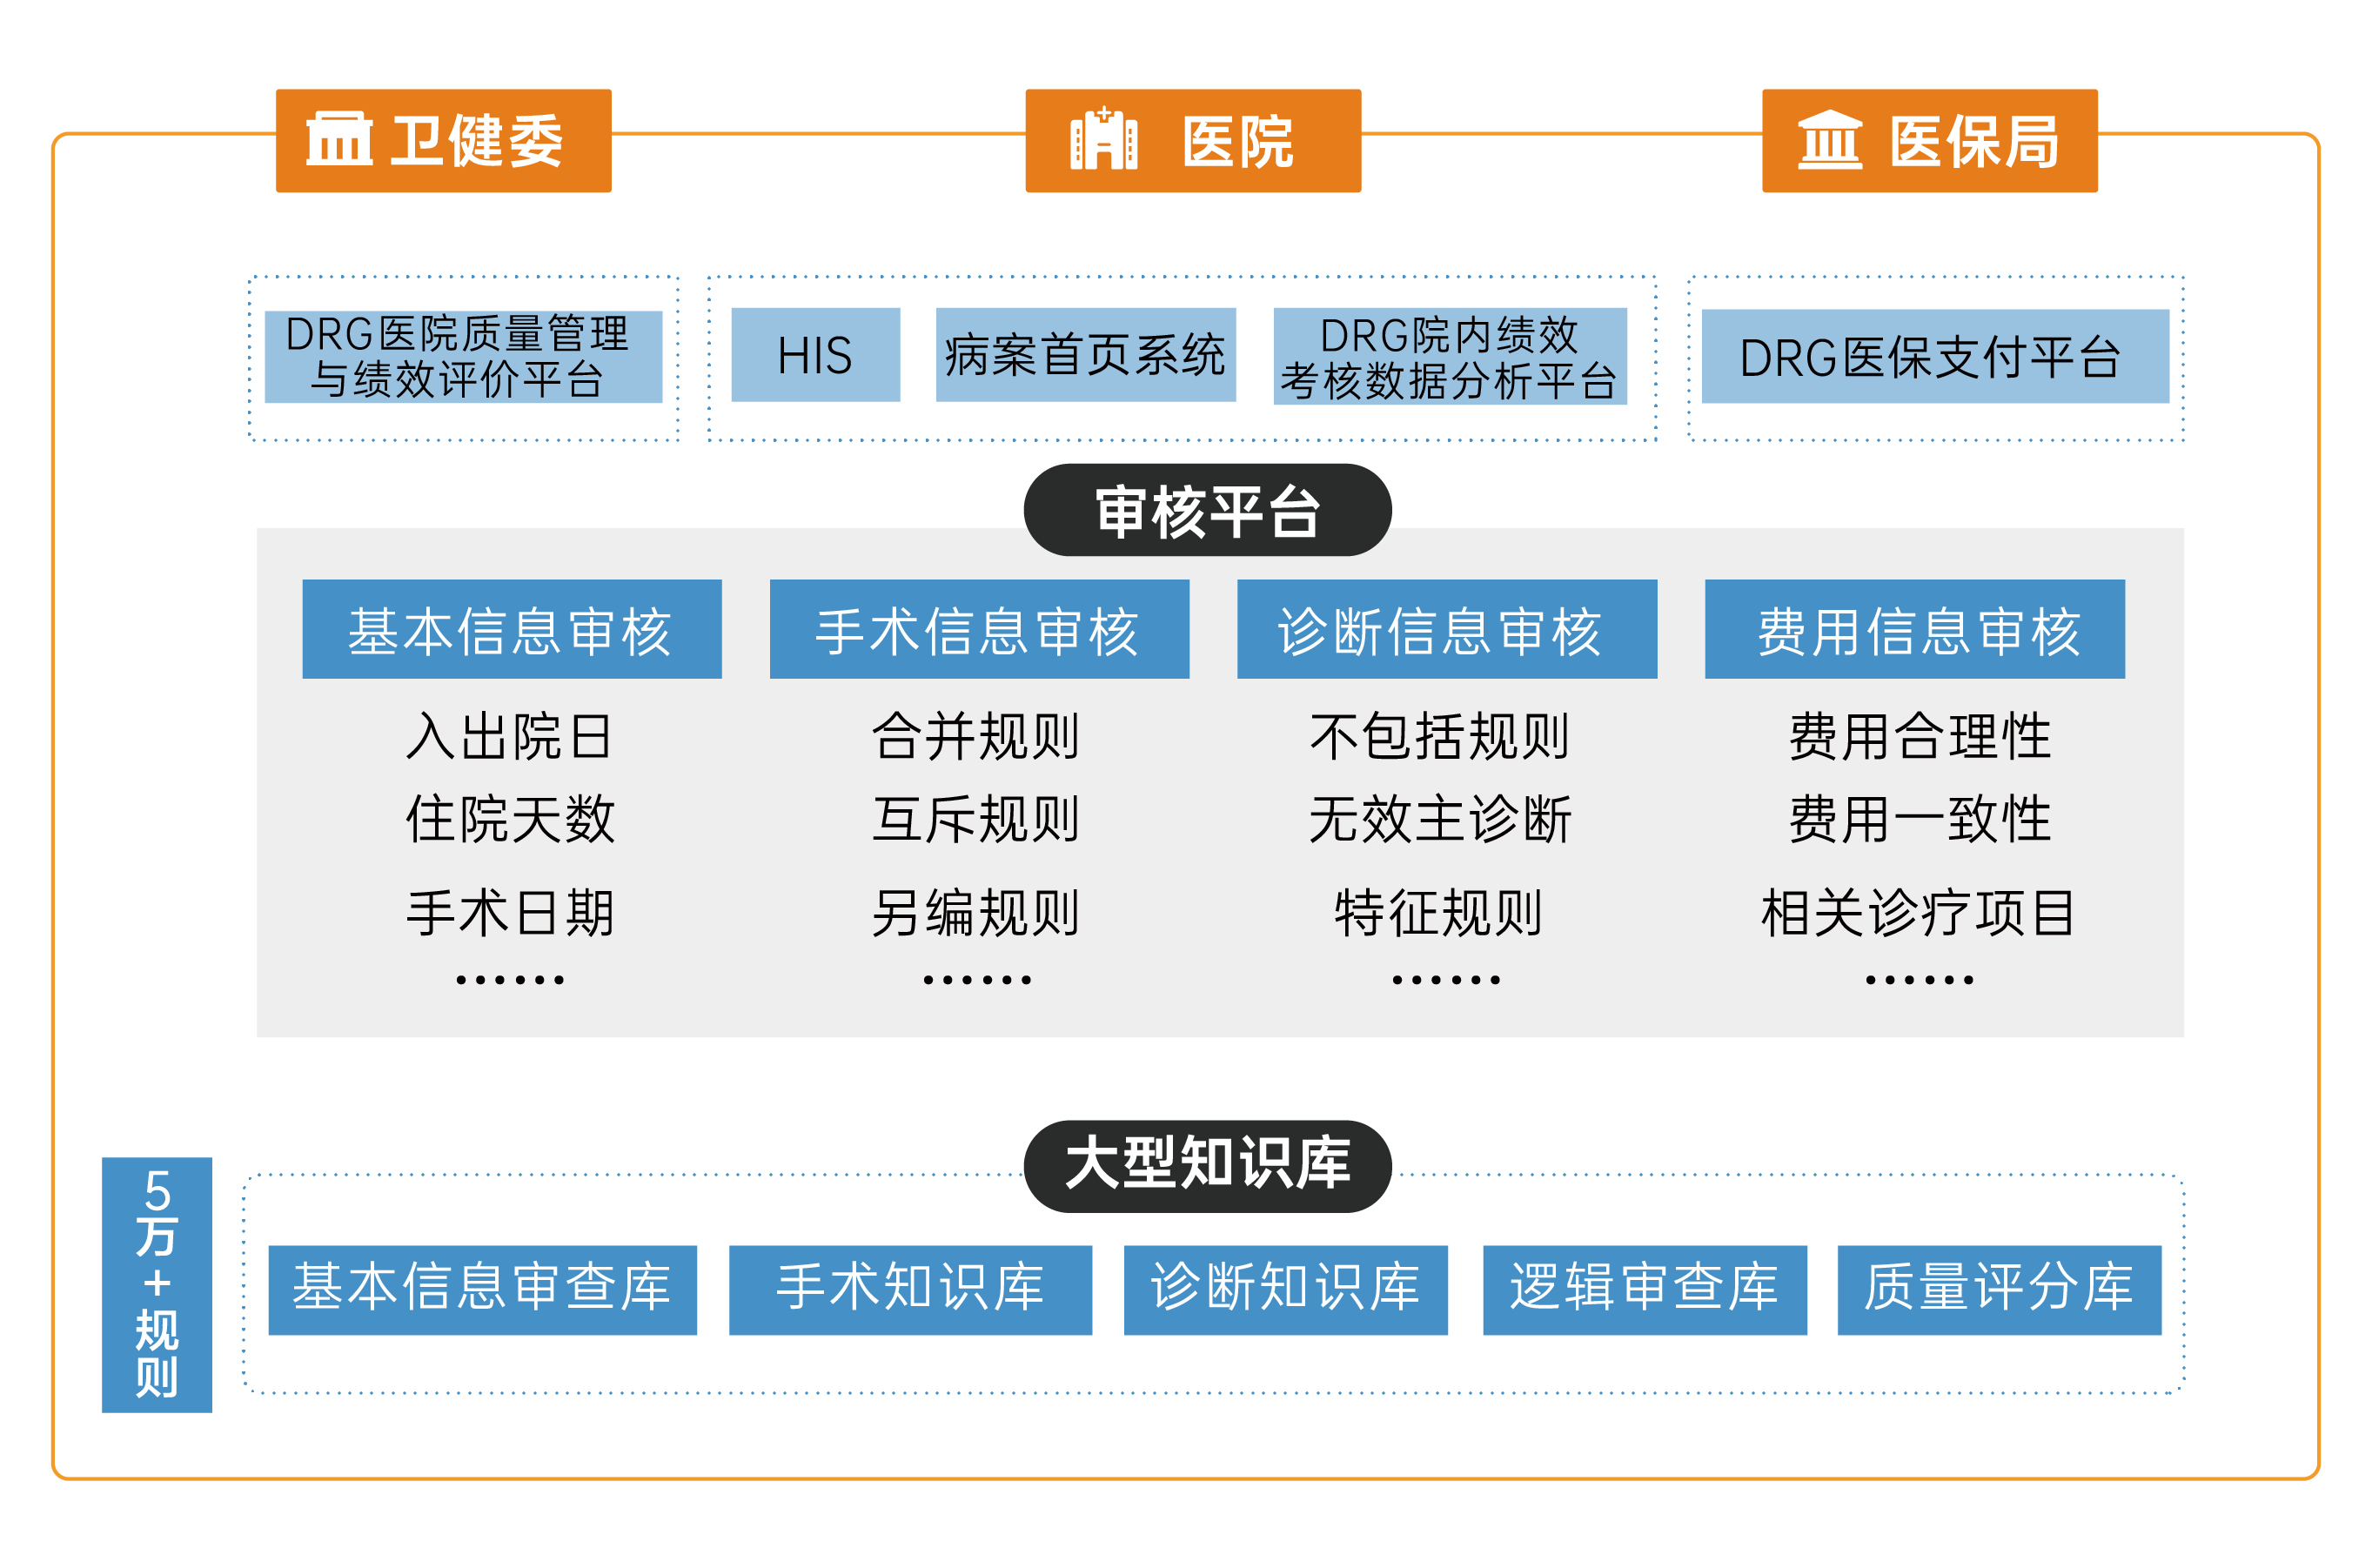 卫健委
医院
医保局
DRG医院质量管理
与绩效评价平台
HIS
病案首页系统
DRG院内绩效
考核数据分析平台
DRG医保支付平台
审核平台
基本信息审核
手术信息审核
诊断信息审核
费用信息审核
入出院日
合并规则
不包括规则
费用合理性
住院天数
互斥规则
无效主诊断
费用一致性
手术日期
另编规则
特征规则
相关诊疗项目
……
……
……
……
大型知识库
5万+规则
基本信息审查库
手术知识库
诊断知识库
逻辑审查库
质量评分库